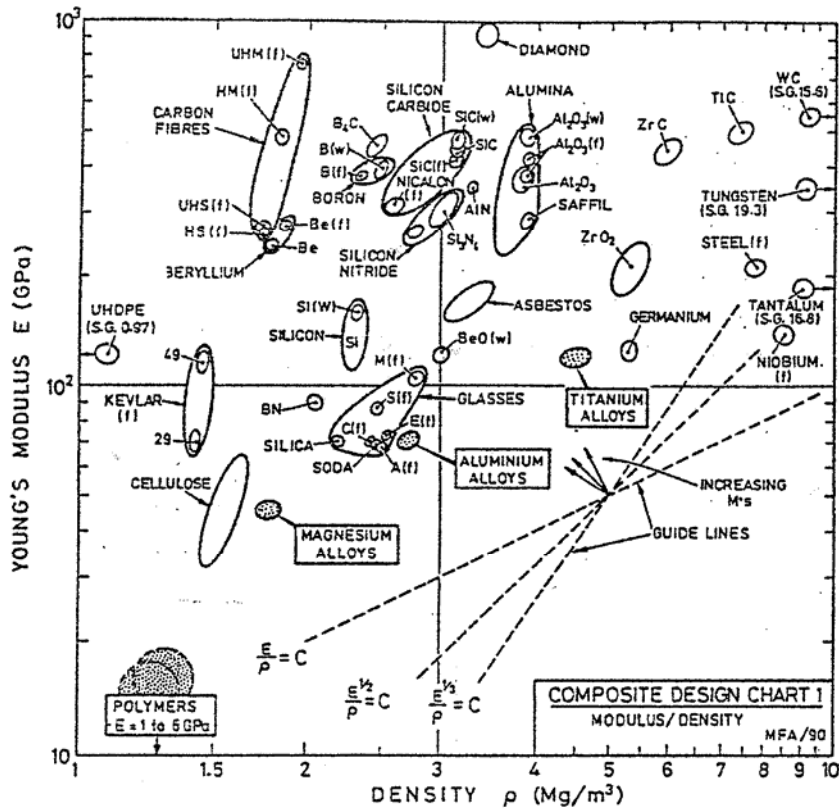 10³
DIAMOND
UHM (f)
HM (f)
CARBON
FIBRES
SILICON
CARBIDE
ALUMINA
WC
(S.G.15·6)
TiC
ZrC
B₄C
B(w)
B(f)
BORON
SiC(w)
SiC
SiC(f)
NICALON
(f)
Al₂O₃(w)
Al₂O₃(f)
Al₂O₃
SAFFIL
AlN
TUNGSTEN
(S.G. 19.3)
UHS(f)
HS(f)
Be(f)
Be
BERYLLIUM
SILICON
NITRIDE
Si₃N₄
ZrO₂
STEEL(f)
UHDPE
(S.G. 0.97)
Si(W)
SILICON
Si
ASBESTOS
BeO(w)
GERMANIUM
TANTALUM
(S.G. 16·8)
NIOBIUM
(f)
49
KEVLAR
(f)
29
10²
BN
M(f)
S(f)
GLASSES
E(f)
C(f)
SILICA
SODA
A(f)
TITANIUM
ALLOYS
ALUMINIUM
ALLOYS
CELLULOSE
MAGNESIUM
ALLOYS
INCREASING
M's
GUIDE LINES
E/ρ = C
E^1/2/ρ = C
E^1/3/ρ = C
POLYMERS
-E = 1 to 5 GPa
COMPOSITE DESIGN CHART 1
MODULUS/DENSITY
MFA/90
10
1
1.5
2
3
4
5
6
7
8
9
10
YOUNG'S MODULUS E (GPa)
DENSITY ρ (Mg/m³)